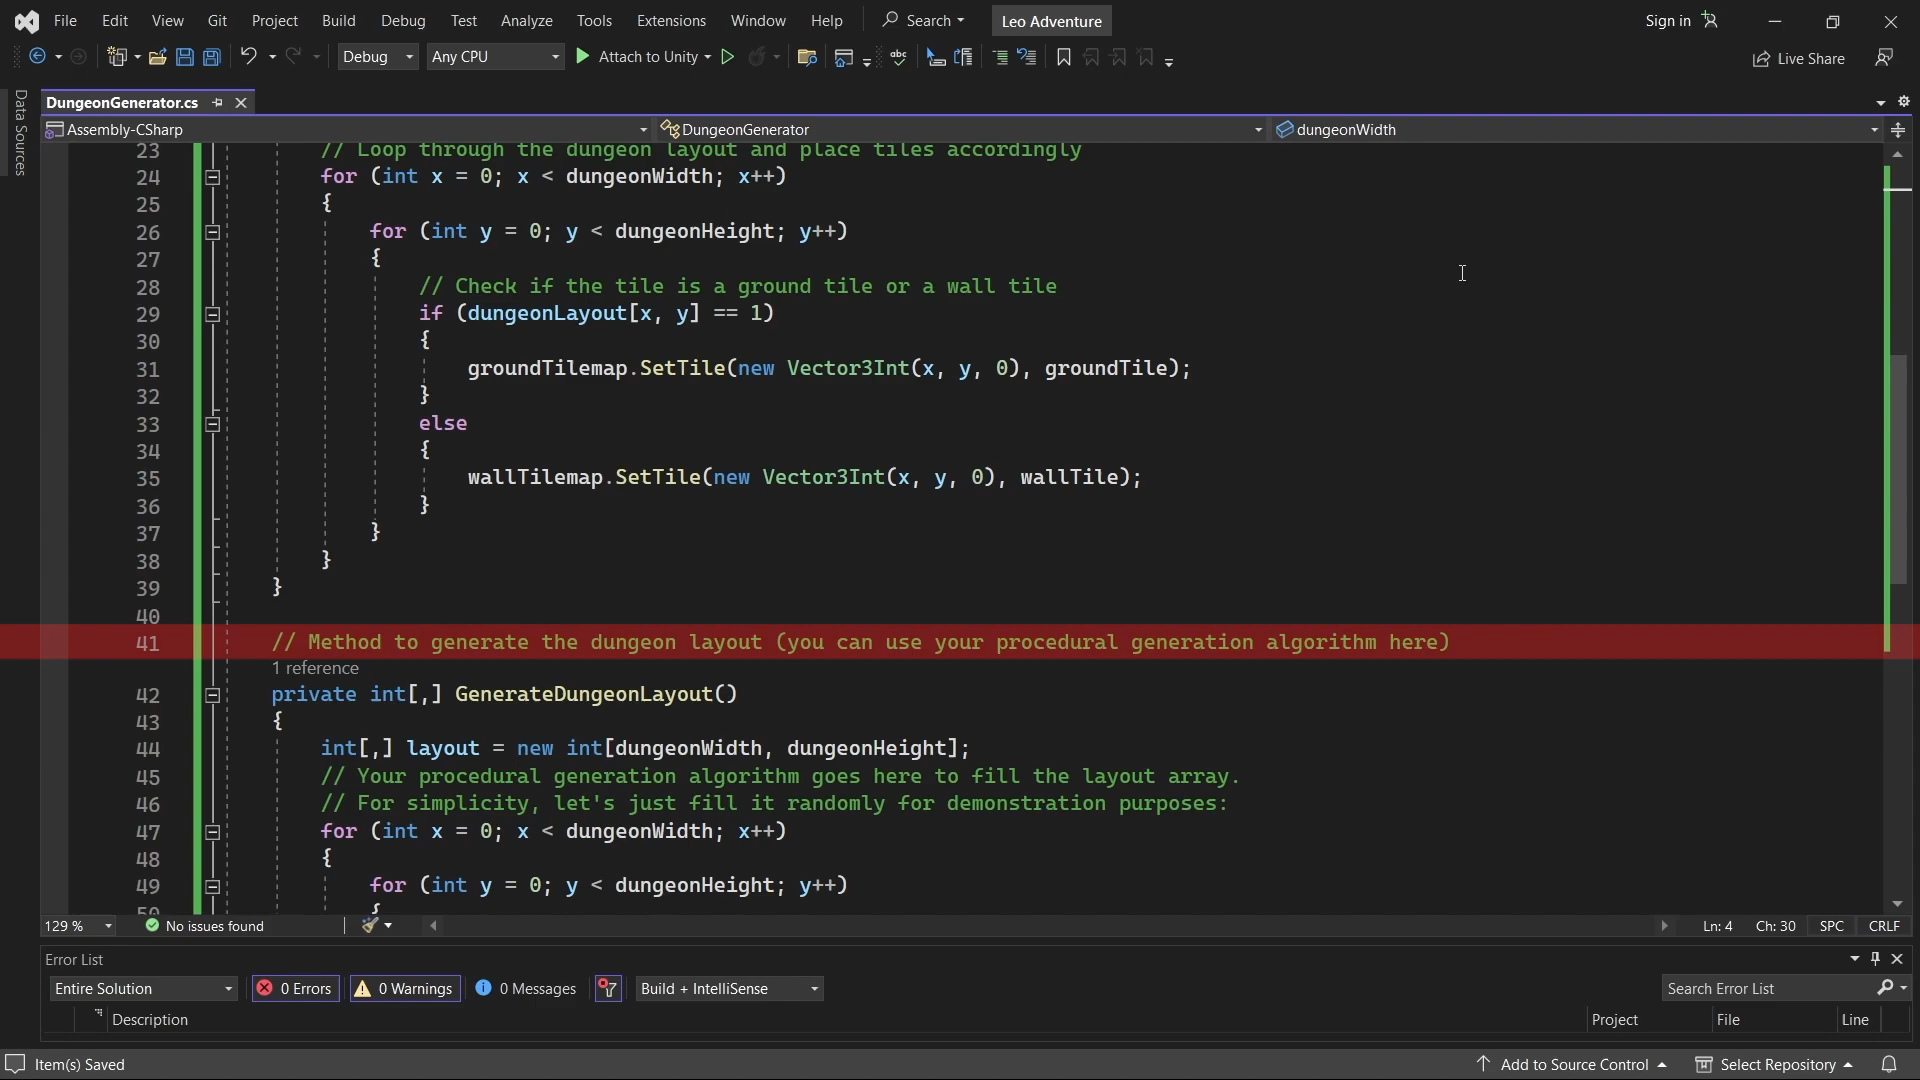 File Edit View Git Project Build Debug Test Analyze Tools Extensions Window Help Search Leo Adventure Sign in
Debug Any CPU Attach to Unity Live Share
Data Sources
DungeonGenerator.cs
Assembly-CSharp DungeonGenerator dungeonWidth
23 // Loop through the dungeon layout and place tiles accordingly
24 for (int x = 0; x < dungeonWidth; x++)
25 {
26 for (int y = 0; y < dungeonHeight; y++)
27 {
28 // Check if the tile is a ground tile or a wall tile
29 if (dungeonLayout[x, y] == 1)
30 {
31 groundTilemap.SetTile(new Vector3Int(x, y, 0), groundTile);
32 }
33 else
34 {
35 wallTilemap.SetTile(new Vector3Int(x, y, 0), wallTile);
36 }
37 }
38 }
39 }
40
41 // Method to generate the dungeon layout (you can use your procedural generation algorithm here)
1 reference
42 private int[,] GenerateDungeonLayout()
43 {
44 int[,] layout = new int[dungeonWidth, dungeonHeight];
45 // Your procedural generation algorithm goes here to fill the layout array.
46 // For simplicity, let's just fill it randomly for demonstration purposes:
47 for (int x = 0; x < dungeonWidth; x++)
48 {
49 for (int y = 0; y < dungeonHeight; y++)
50 {
129 % No issues found Ln: 4 Ch: 30 SPC CRLF
Error List
Entire Solution 0 Errors 0 Warnings 0 Messages Build + IntelliSense Search Error List
Description Project File Line
Item(s) Saved Add to Source Control Select Repository